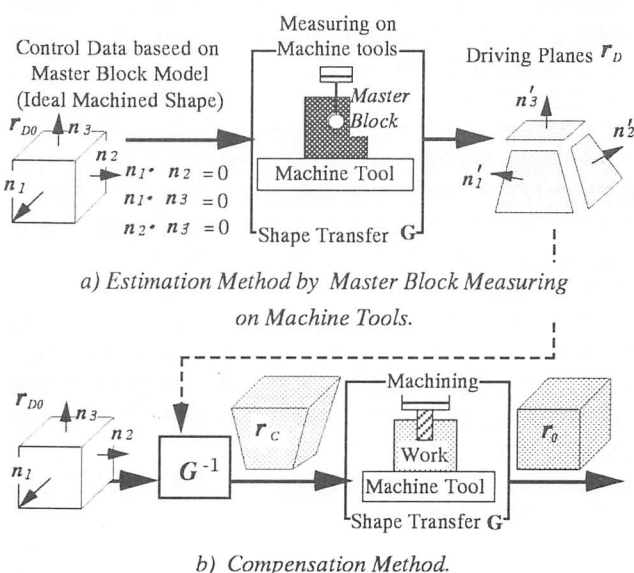 Measuring on
Machine tools
Control Data baseed on
Master Block Model
(Ideal Machined Shape)
Driving Planes r_D
r_D0
n_3
n_2
n_1
n_1 · n_2 = 0
n_1 · n_3 = 0
n_2 · n_3 = 0
Master
Block
Machine Tool
Shape Transfer G
n'_3
n'_2
n'_1
a) Estimation Method by Master Block Measuring
on Machine Tools.
r_D0
n_3
n_2
n_1
G^-1
r_C
Machining
Work
Machine Tool
Shape Transfer G
r_0
b) Compensation Method.